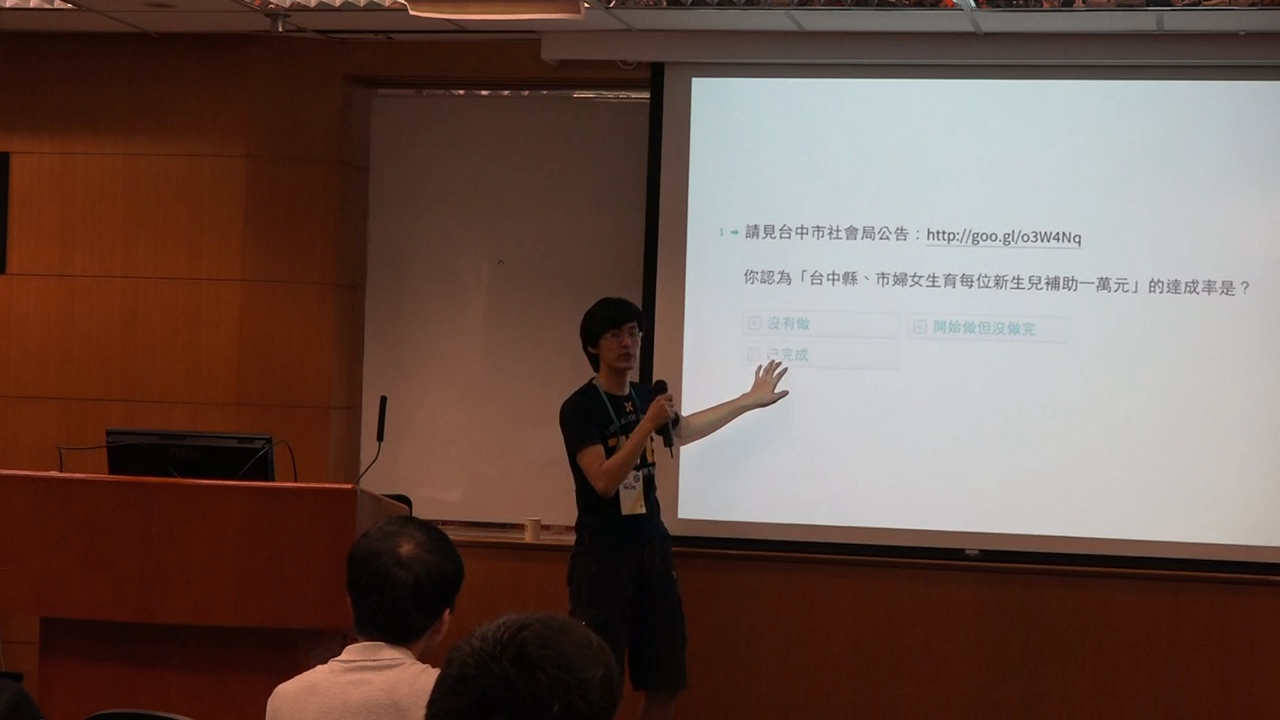 1 ➡ 請見台中市社會局公告：http://goo.gl/o3W4Nq
你認為「台中縣、市婦女生育每位新生兒補助一萬元」的達成率是？
沒有做
開始做但沒做完
已完成